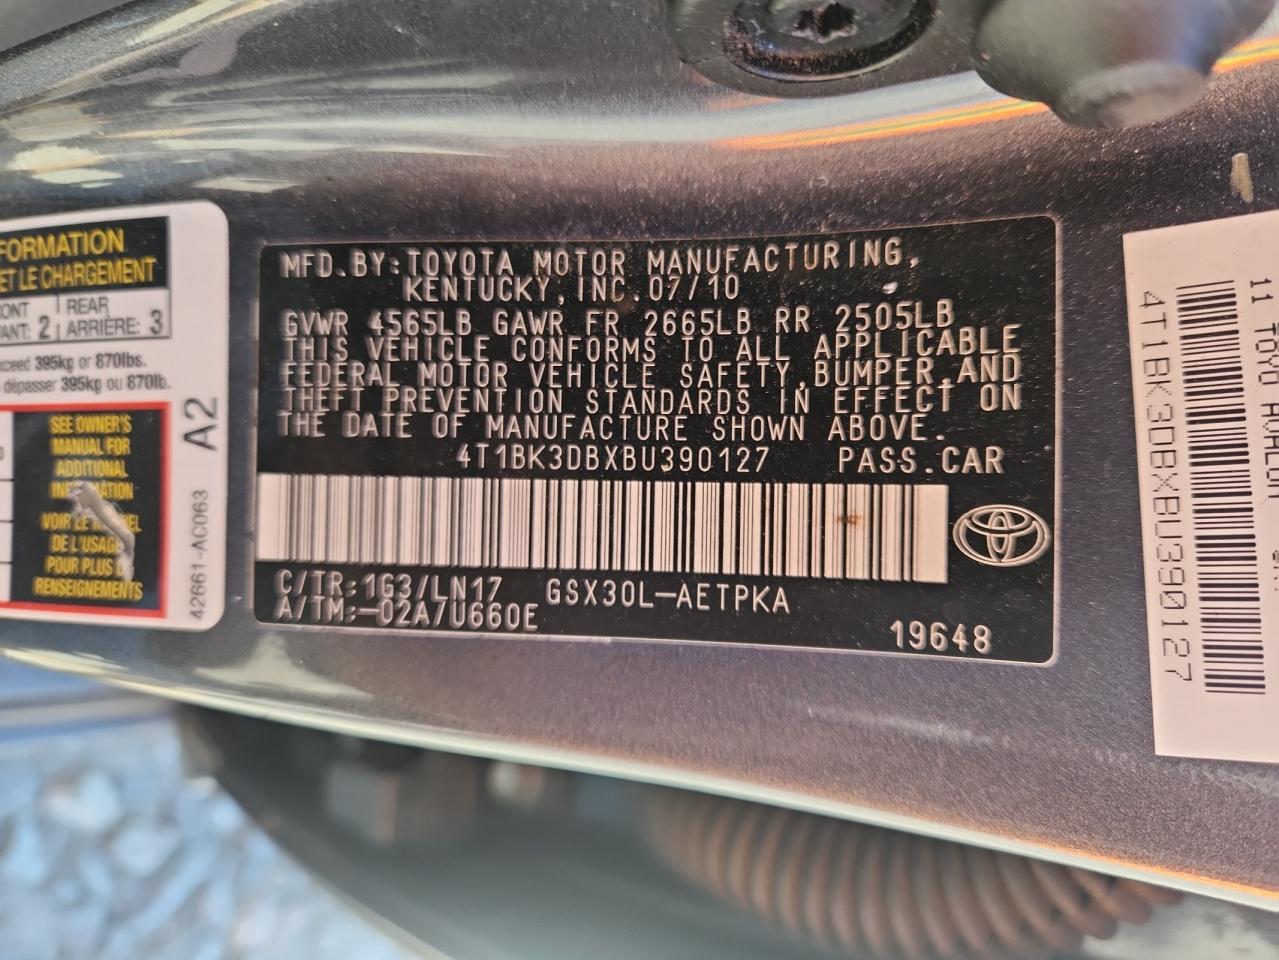 FORMATION
ET LE CHARGEMENT
REAR
2 ARRIÈRE: 3
395kg or 870lbs.
dépasser 395kg ou 870lb.
SEE OWNER'S
MANUAL FOR
ADDITIONAL
VOIR LE
DE L'USAGE
POUR PLUS
RENSEIGNEMENTS
A2
42661-AC063
MFD.BY:TOYOTA MOTOR MANUFACTURING,
KENTUCKY,INC.07/10
GVWR 4565LB GAWR FR 2665LB RR 2505LB
THIS VEHICLE CONFORMS TO ALL APPLICABLE
FEDERAL MOTOR VEHICLE SAFETY,BUMPER,AND
THEFT PREVENTION STANDARDS IN EFFECT ON
THE DATE OF MANUFACTURE SHOWN ABOVE.
4T1BK3DBXBU390127 PASS.CAR
C/TR:1G3/LN17 GSX30L-AETPKA
A/TM:-02A/U660E
19648
11 TOYO AVALON
4T1BK3DBXBU390127